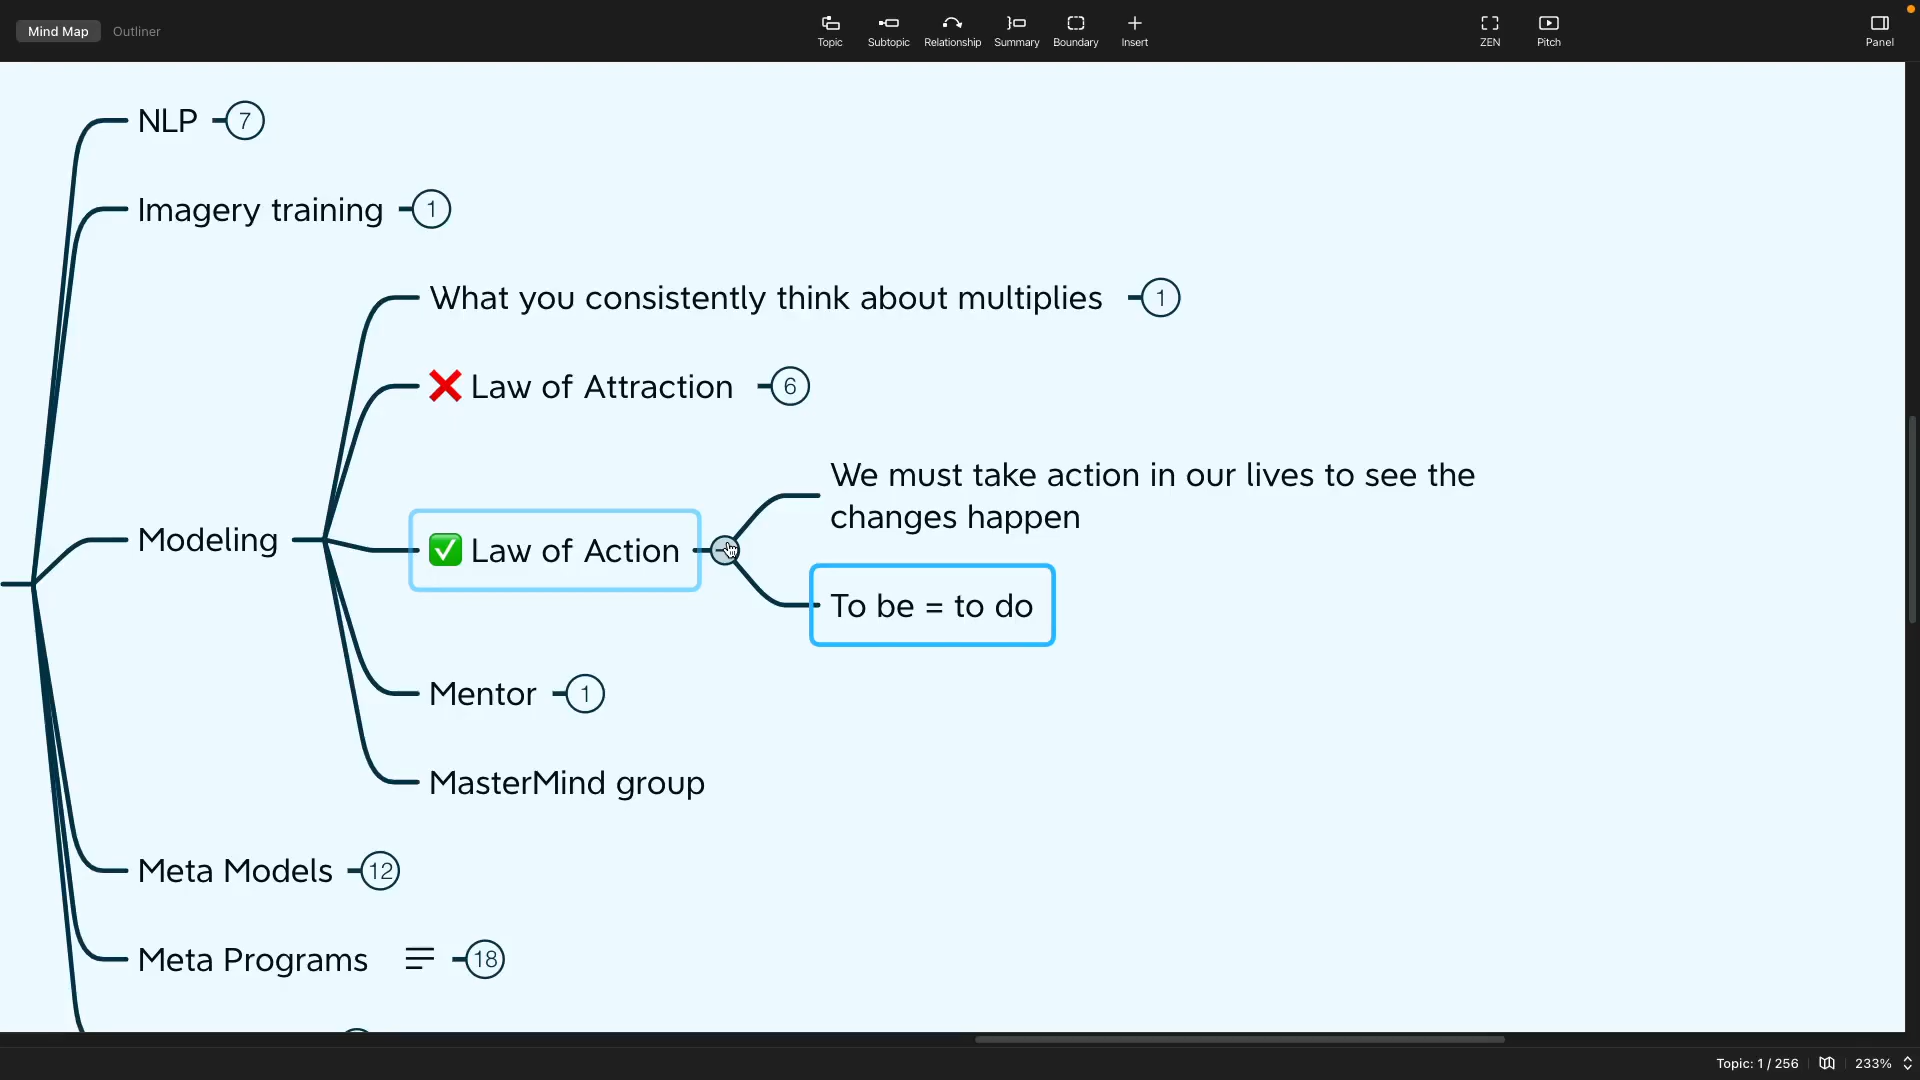 Mind Map
Outliner
Topic
Subtopic
Relationship
Summary
Boundary
Insert
ZEN
Pitch
Panel
NLP 7
Imagery training 1
What you consistently think about multiplies 1
❌ Law of Attraction 6
We must take action in our lives to see the
changes happen
Modeling
✅ Law of Action
To be = to do
Mentor 1
MasterMind group
Meta Models 12
Meta Programs 18
Topic: 1 / 256
233%